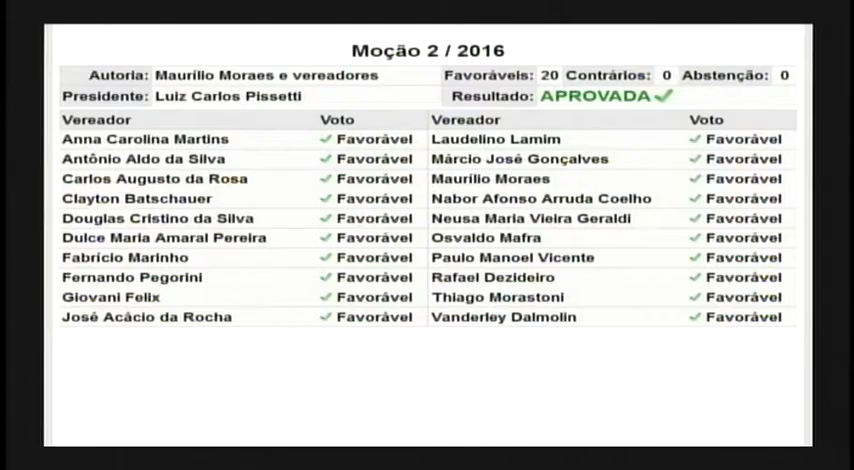 Moção 2 / 2016
Autoria: Maurílio Moraes e vereadores Favoráveis: 20 Contrários: 0 Abstenção: 0
Presidente: Luiz Carlos Pissetti Resultado: APROVADA
Vereador Voto Vereador Voto
Anna Carolina Martins Favorável Laudelino Lamim Favorável
Antônio Aldo da Silva Favorável Márcio José Gonçalves Favorável
Carlos Augusto da Rosa Favorável Maurílio Moraes Favorável
Clayton Batschauer Favorável Nabor Afonso Arruda Coelho Favorável
Douglas Cristino da Silva Favorável Neusa Maria Vieira Geraldi Favorável
Dulce Maria Amaral Pereira Favorável Osvaldo Mafra Favorável
Fabrício Marinho Favorável Paulo Manoel Vicente Favorável
Fernando Pegorini Favorável Rafael Dezideiro Favorável
Giovani Felix Favorável Thiago Morastoni Favorável
José Acácio da Rocha Favorável Vanderley Dalmolin Favorável